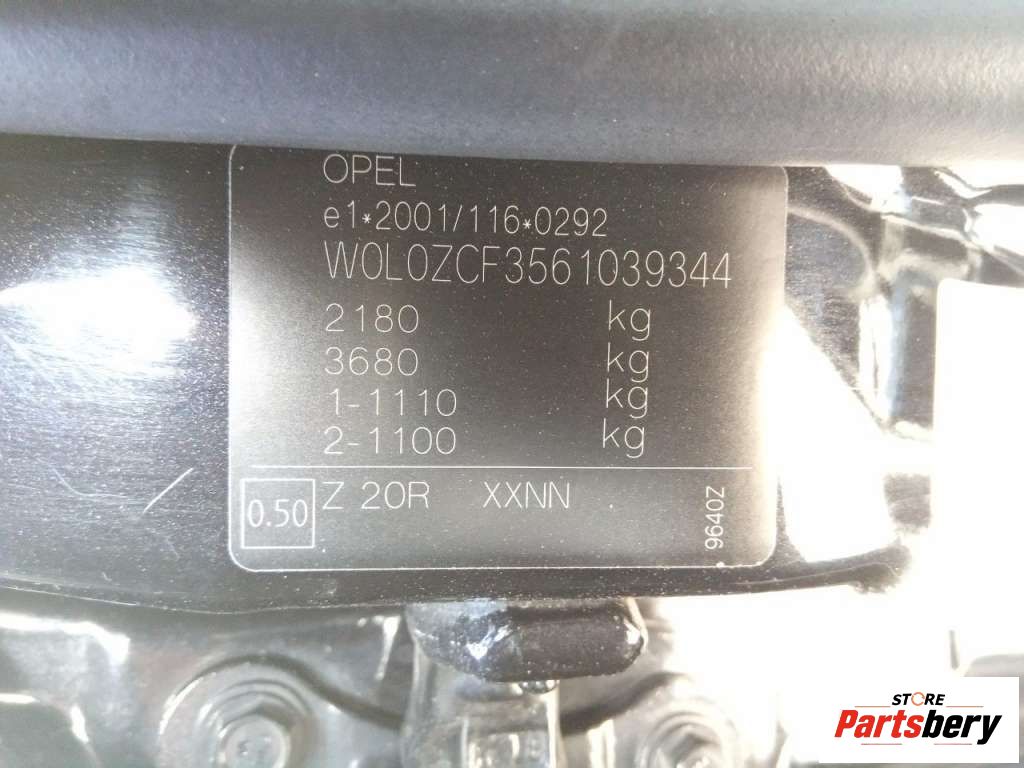 OPEL
e1*2001/116*0292
W0L0ZCF3561039344
2180 kg
3680 kg
1-1110 kg
2-1100 kg
0.50 Z 20R XXNN
9640Z
STORE
Partsbery